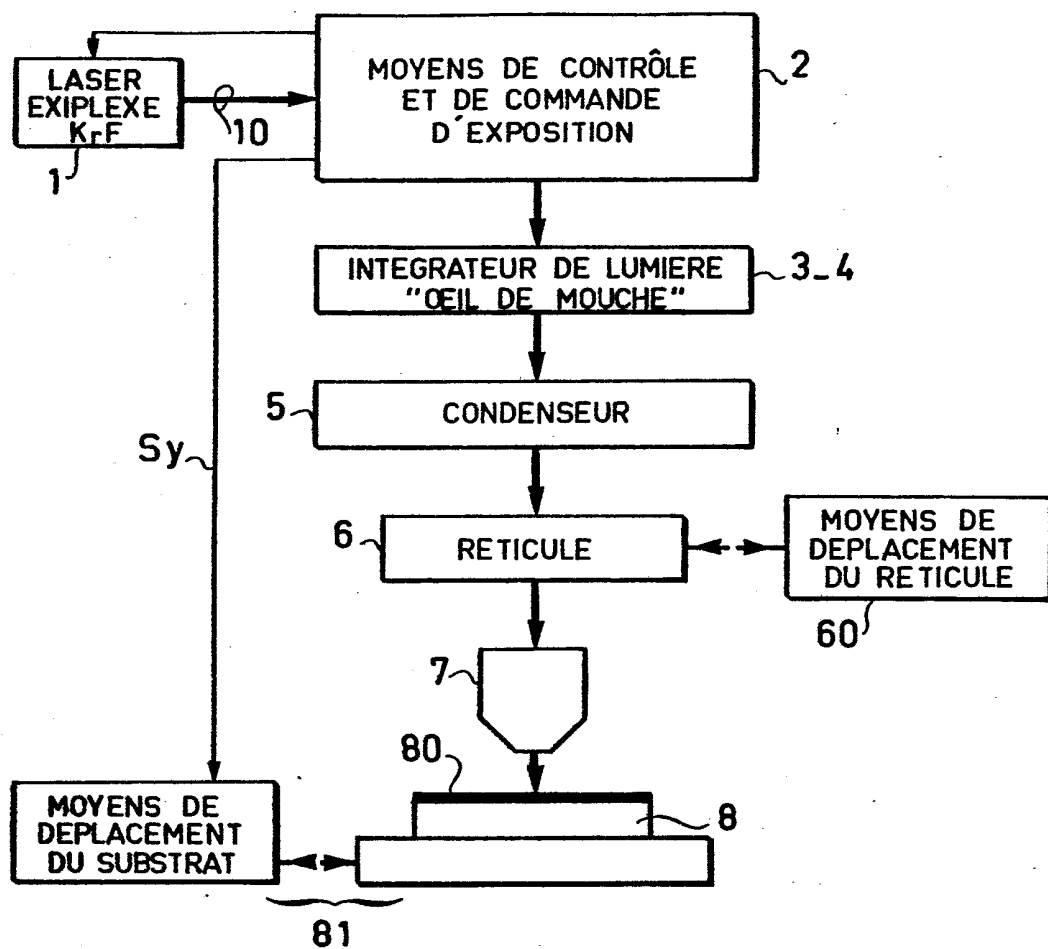 LASER
EXIPLEXE
KrF
1
10
MOYENS DE CONTRÔLE
ET DE COMMANDE
D'EXPOSITION
2
INTÉGRATEUR DE LUMIERE
"ŒIL DE MOUCHE"
3_4
5
CONDENSEUR
Sy
6
RETICULE
MOYENS DE
DEPLACEMENT
DU RETICULE
60
7
80
8
MOYENS DE
DEPLACEMENT
DU SUBSTRAT
81